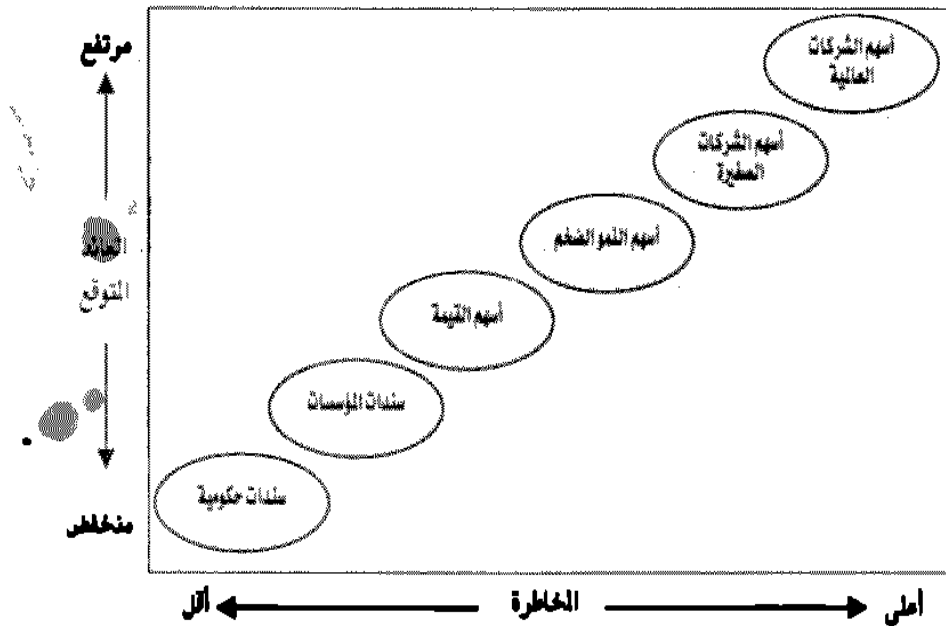 مرتفع
أسهم الشركات
العالمية
أسهم الشركات
الصغيرة
العائد
المتوقع
أسهم النمو الضخم
أسهم القيمة
سندات المؤسسات
سندات حكومية
منخفض
أقل
المخاطرة
أعلى